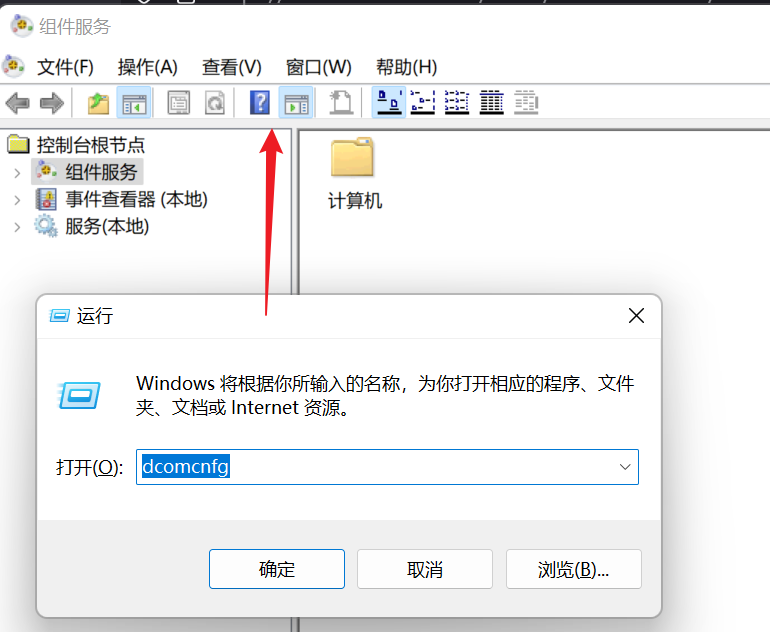 组件服务
文件(F) 操作(A) 查看(V) 窗口(W) 帮助(H)
控制台根节点
组件服务
事件查看器 (本地)
服务(本地)
计算机
运行
Windows 将根据你所输入的名称，为你打开相应的程序、文件
夹、文档或 Internet 资源。
打开(O):
dcomcnfg
确定
取消
浏览(B)...